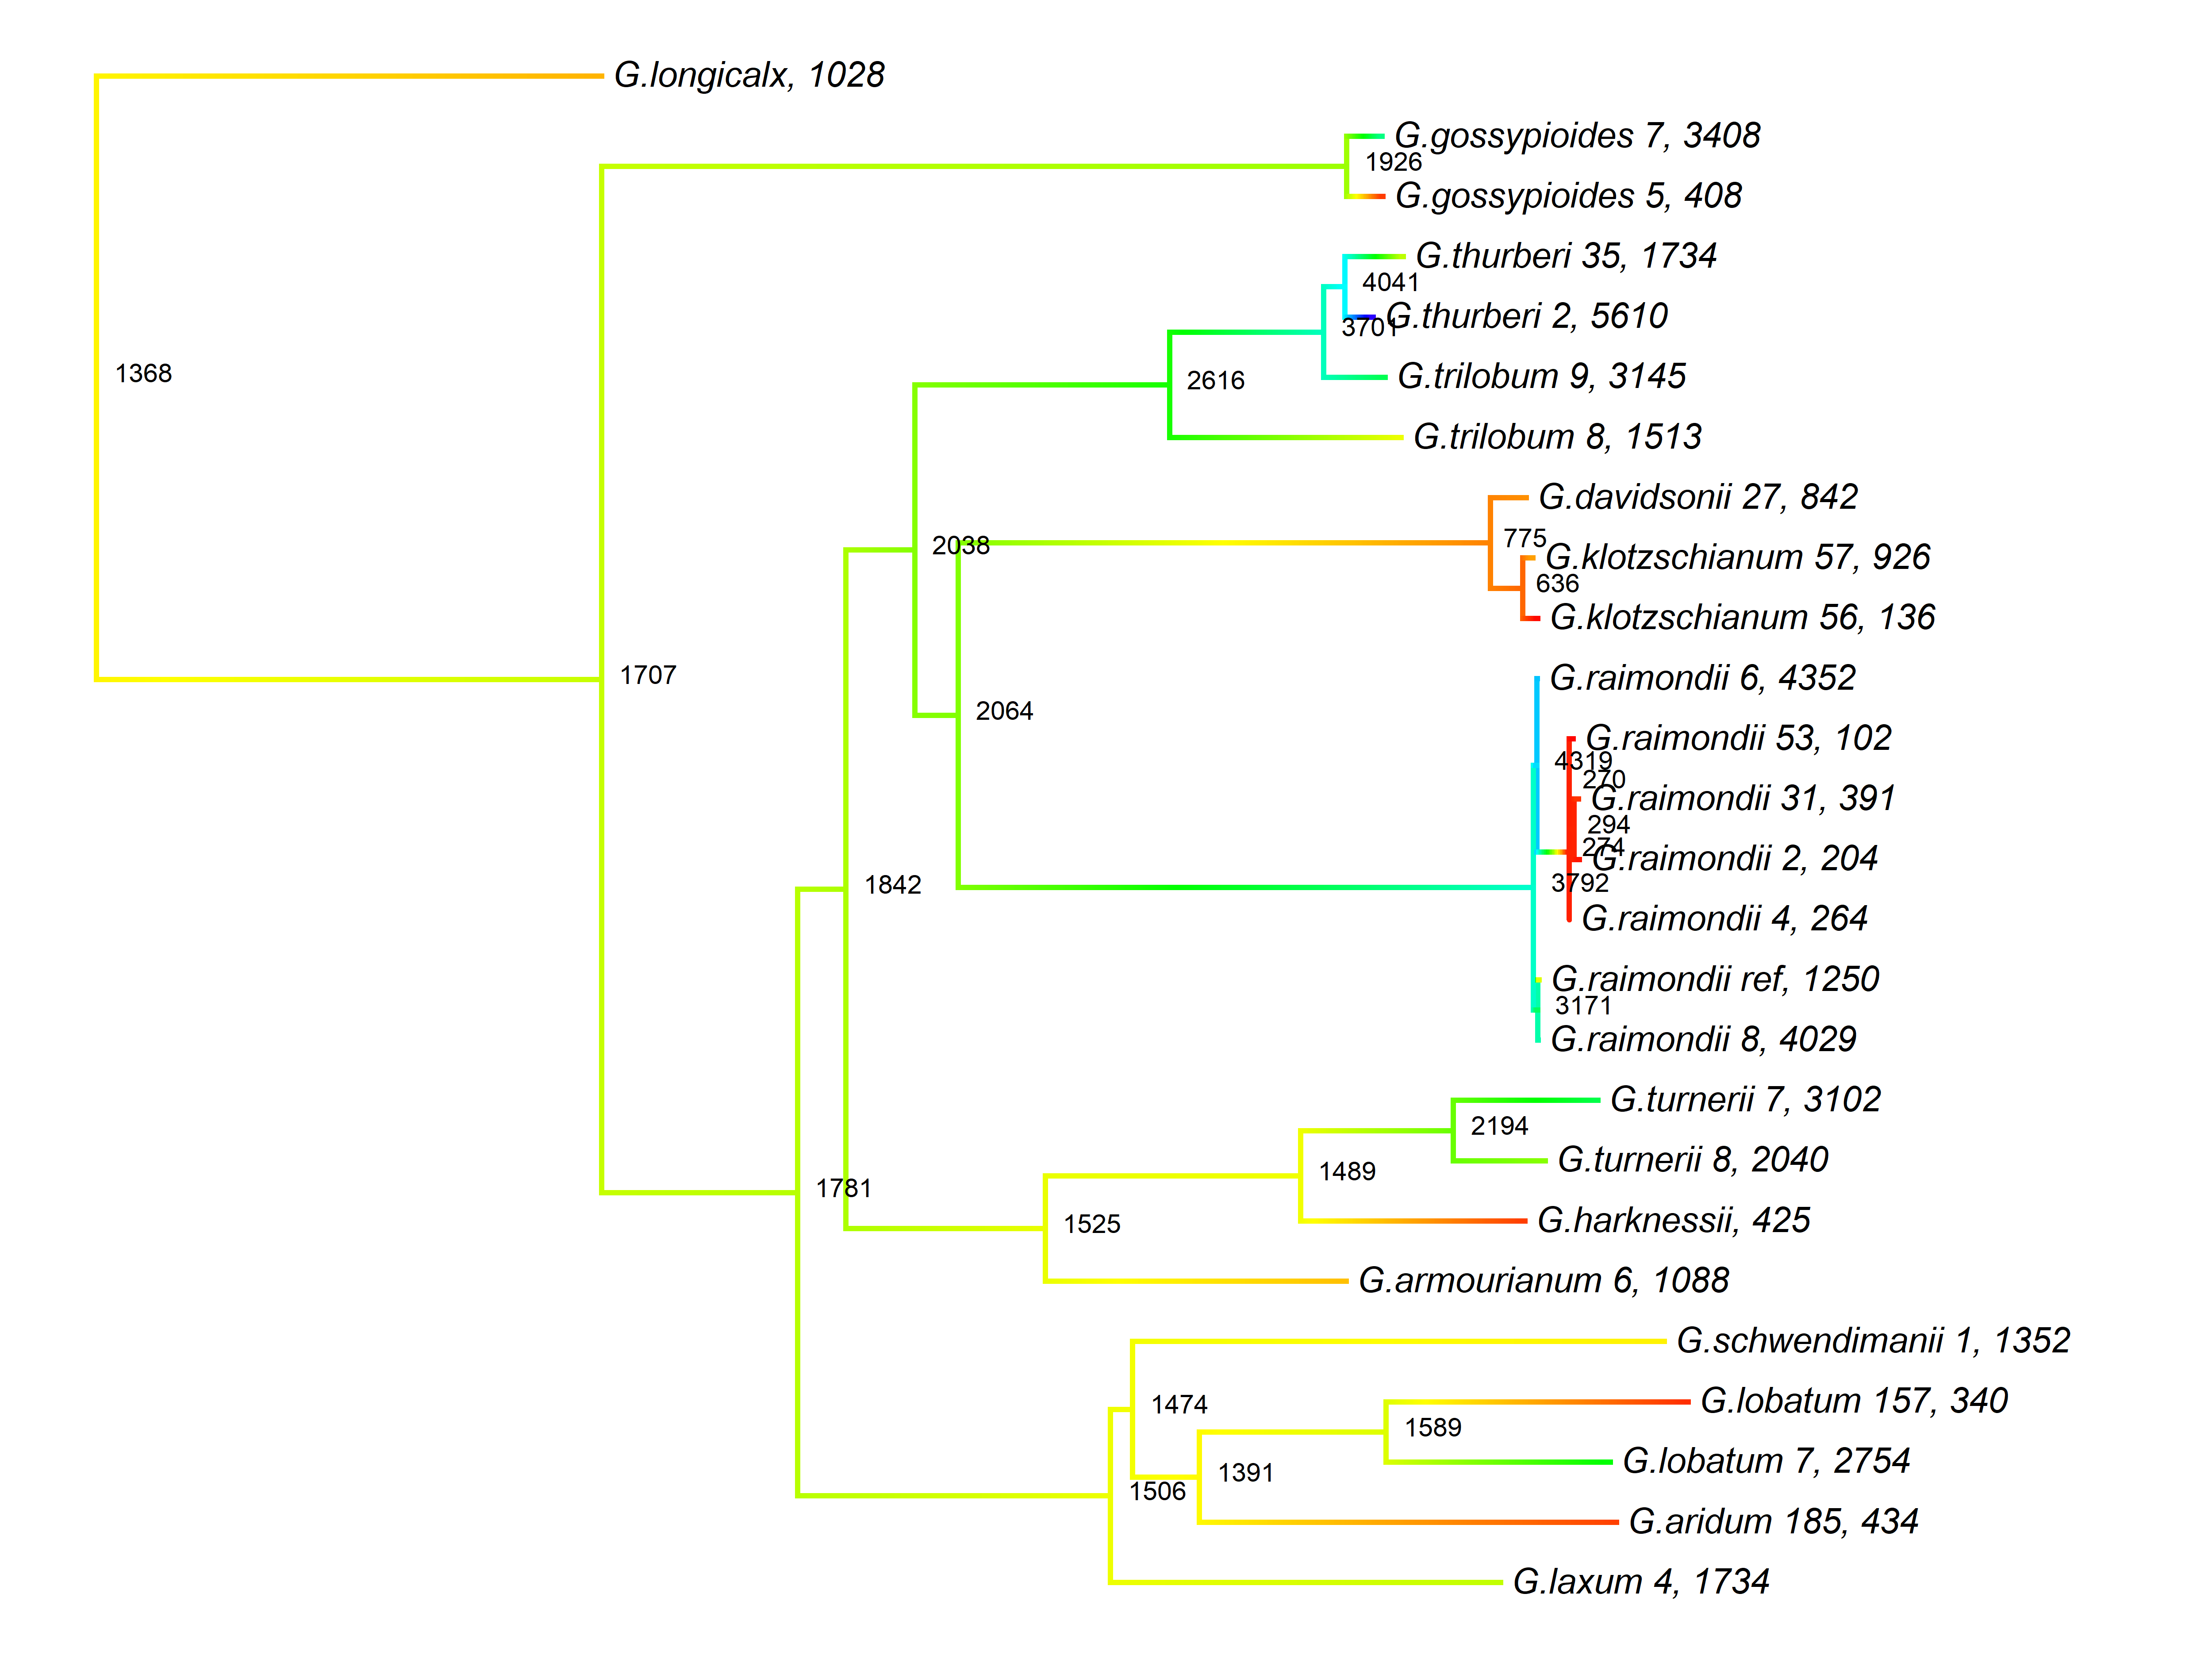 G.longicalx, 1028
G.gossypioides 7, 3408
1926
G.gossypioides 5, 408
G.thurberi 35, 1734
4041
G.thurberi 2, 5610
3701
1368
G.trilobum 9, 3145
2616
G.trilobum 8, 1513
G.davidsonii 27, 842
775
2038
G.klotzschianum 57, 926
636
G.klotzschianum 56, 136
1707
G.raimondii 6, 4352
2064
G.raimondii 53, 102
4319
270
G.raimondii 31, 391
294
274
G.raimondii 2, 204
3792
1842
G.raimondii 4, 264
G.raimondii ref, 1250
3171
G.raimondii 8, 4029
G.turnerii 7, 3102
2194
G.turnerii 8, 2040
1489
1781
G.harknessii, 425
1525
G.armourianum 6, 1088
G.schwendimanii 1, 1352
G.lobatum 157, 340
1474
1589
G.lobatum 7, 2754
1391
1506
G.aridum 185, 434
G.laxum 4, 1734